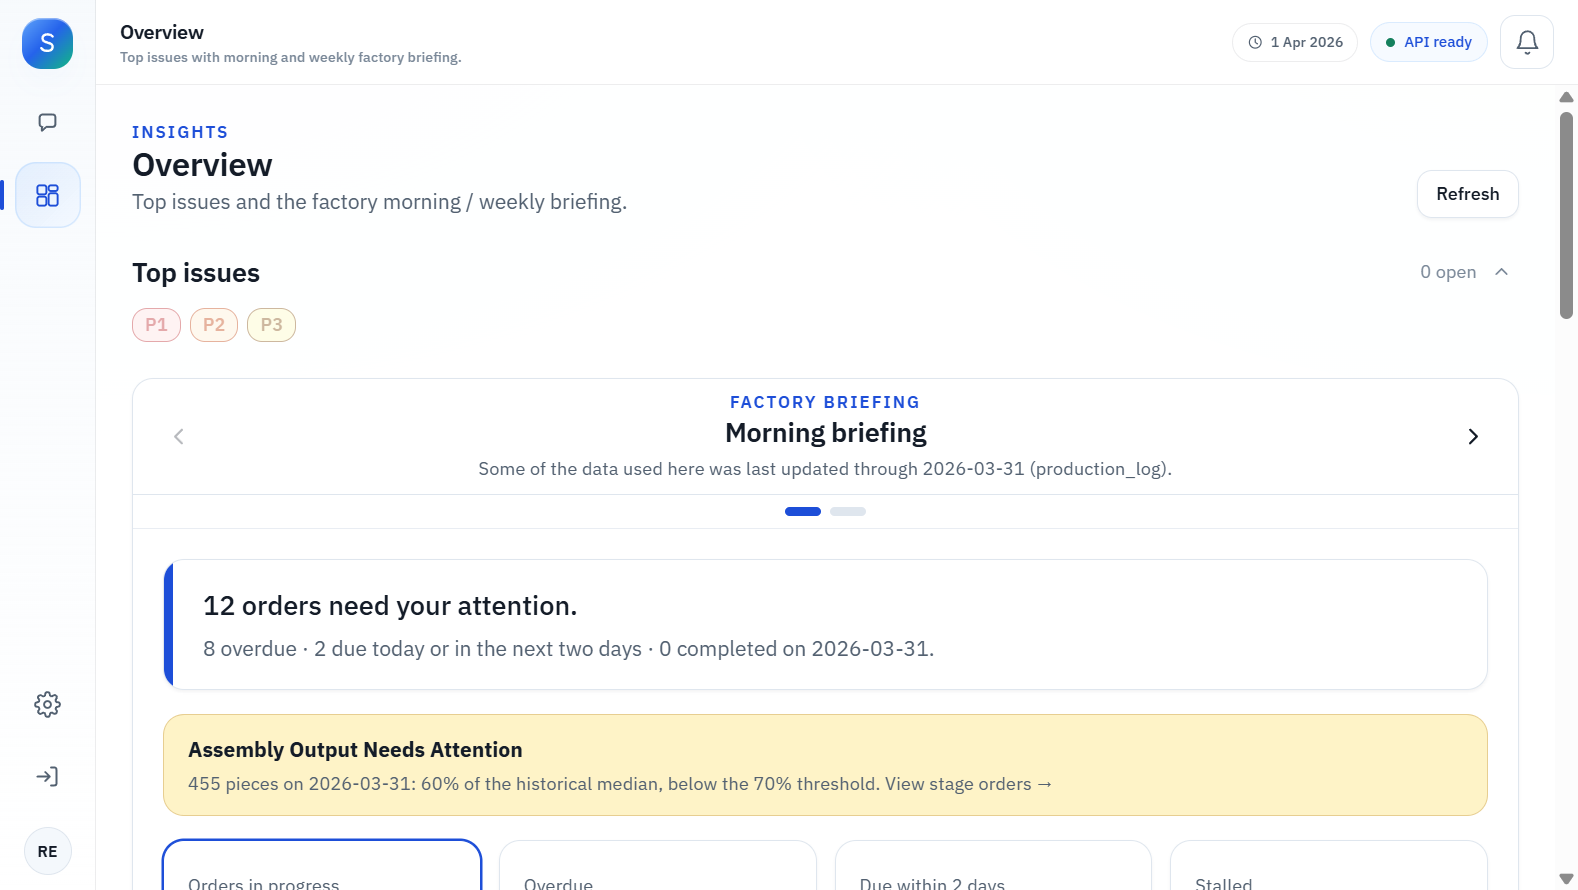 S
Overview
Top issues with morning and weekly factory briefing.
1 Apr 2026
API ready
INSIGHTS
Overview
Top issues and the factory morning / weekly briefing.
Refresh
Top issues
0 open
P1
P2
P3
FACTORY BRIEFING
Morning briefing
Some of the data used here was last updated through 2026-03-31 (production_log).
12 orders need your attention.
8 overdue · 2 due today or in the next two days · 0 completed on 2026-03-31.
Assembly Output Needs Attention
455 pieces on 2026-03-31: 60% of the historical median, below the 70% threshold. View stage orders →
Orders in progress
Overdue
Due within 2 days
Stalled
RE